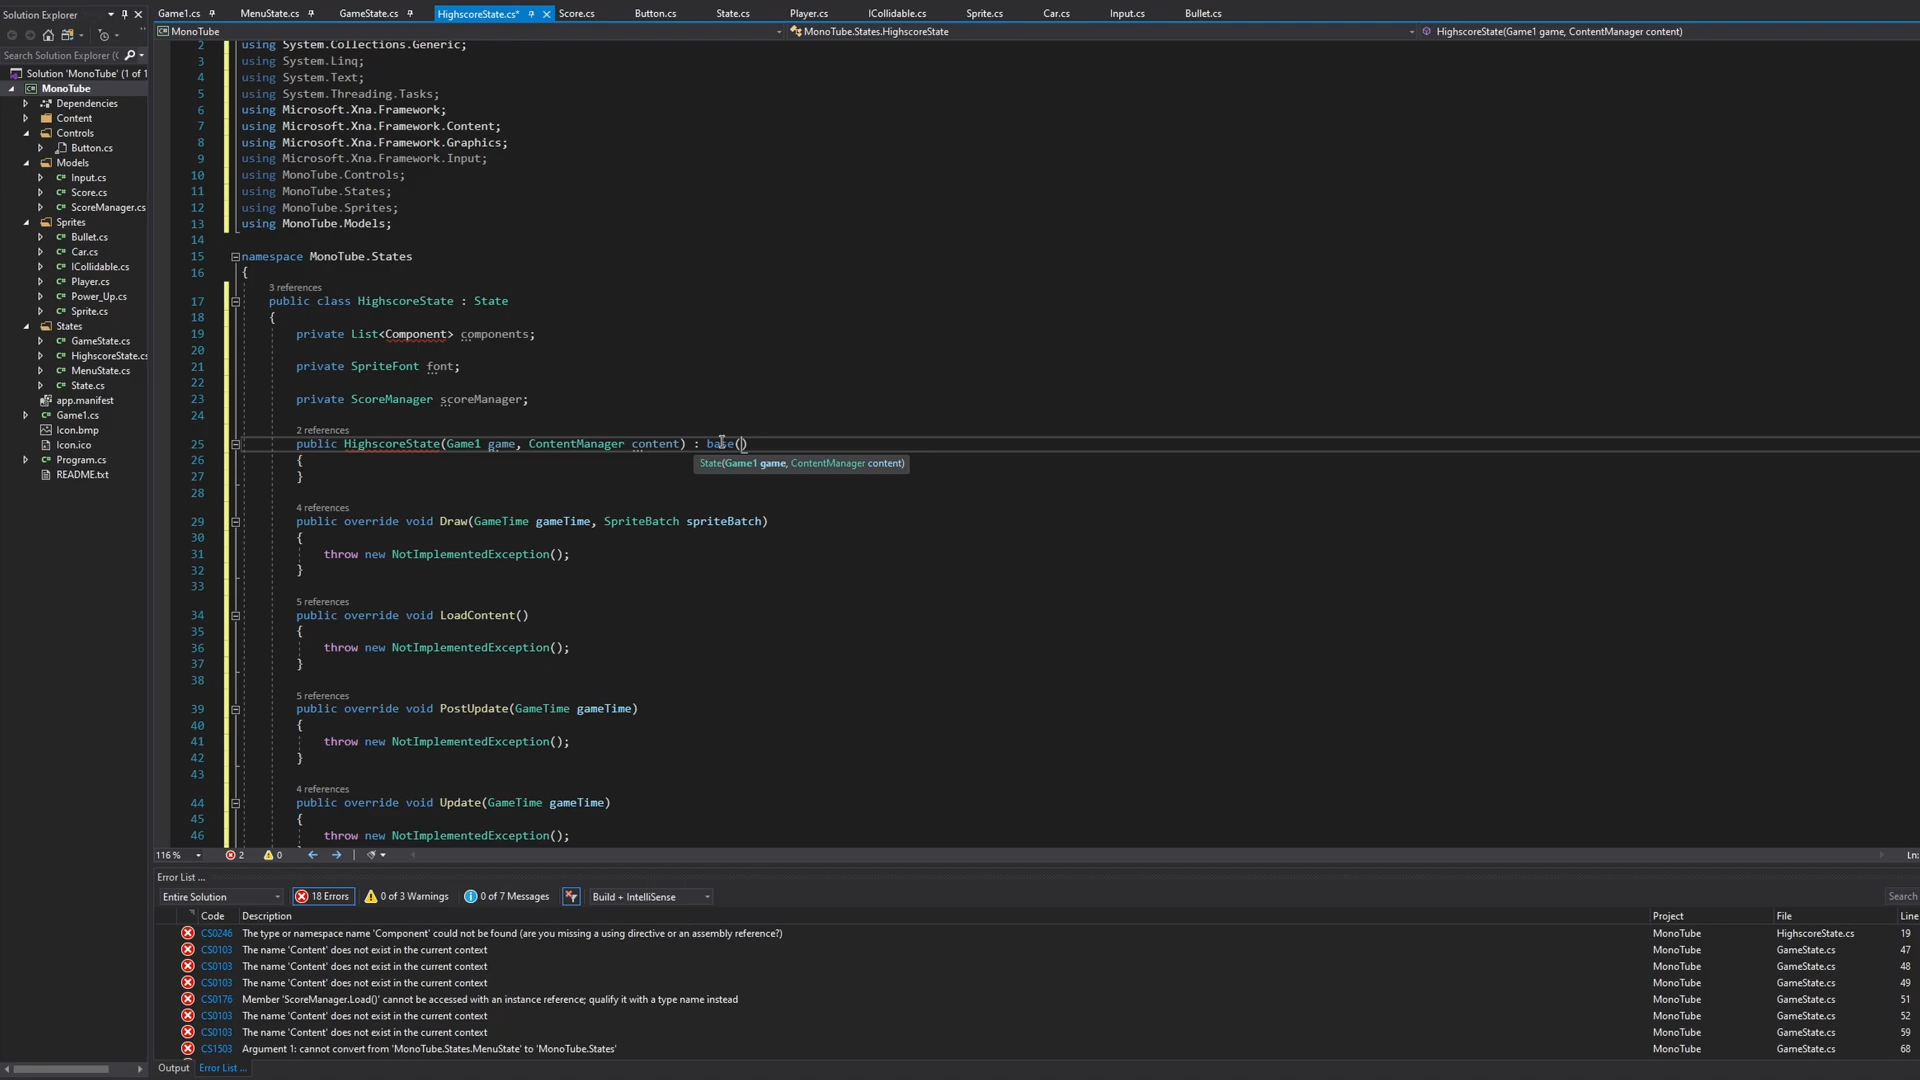 Solution Explorer
Search Solution Explorer (C
Solution 'MonoTube' (1 of 1
MonoTube
Dependencies
Content
Controls
Button.cs
Models
Input.cs
Score.cs
ScoreManager.cs
Sprites
Bullet.cs
Car.cs
ICollidable.cs
Player.cs
Power_Up.cs
Sprite.cs
States
GameState.cs
HighscoreState.cs
MenuState.cs
State.cs
app.manifest
Game1.cs
Icon.bmp
Icon.ico
Program.cs
README.txt
Game1.cs MenuState.cs GameState.cs HighscoreState.cs* Score.cs Button.cs State.cs Player.cs ICollidable.cs Sprite.cs Car.cs Input.cs Bullet.cs
MonoTube MonoTube.States.HighscoreState HighscoreState(Game1 game, ContentManager content)
2 using System.Collections.Generic;
3 using System.Linq;
4 using System.Text;
5 using System.Threading.Tasks;
6 using Microsoft.Xna.Framework;
7 using Microsoft.Xna.Framework.Content;
8 using Microsoft.Xna.Framework.Graphics;
9 using Microsoft.Xna.Framework.Input;
10 using MonoTube.Controls;
11 using MonoTube.States;
12 using MonoTube.Sprites;
13 using MonoTube.Models;
14
15 namespace MonoTube.States
16 {
3 references
17 public class HighscoreState : State
18 {
19 private List<Component> components;
20
21 private SpriteFont font;
22
23 private ScoreManager scoreManager;
24
2 references
25 public HighscoreState(Game1 game, ContentManager content) : base()
State(Game1 game, ContentManager content)
26 {
27 }
28
4 references
29 public override void Draw(GameTime gameTime, SpriteBatch spriteBatch)
30 {
31 throw new NotImplementedException();
32 }
33
5 references
34 public override void LoadContent()
35 {
36 throw new NotImplementedException();
37 }
38
5 references
39 public override void PostUpdate(GameTime gameTime)
40 {
41 throw new NotImplementedException();
42 }
43
4 references
44 public override void Update(GameTime gameTime)
45 {
46 throw new NotImplementedException();
116 % 2 0 Ln:
Error List ...
Entire Solution 18 Errors 0 of 3 Warnings 0 of 7 Messages Build + IntelliSense Search
Code Description Project File Line
CS0246 The type or namespace name 'Component' could not be found (are you missing a using directive or an assembly reference?) MonoTube HighscoreState.cs 19
CS0103 The name 'Content' does not exist in the current context MonoTube GameState.cs 47
CS0103 The name 'Content' does not exist in the current context MonoTube GameState.cs 48
CS0103 The name 'Content' does not exist in the current context MonoTube GameState.cs 49
CS0176 Member 'ScoreManager.Load()' cannot be accessed with an instance reference; qualify it with a type name instead MonoTube GameState.cs 51
CS0103 The name 'Content' does not exist in the current context MonoTube GameState.cs 52
CS0103 The name 'Content' does not exist in the current context MonoTube GameState.cs 59
CS1503 Argument 1: cannot convert from 'MonoTube.States.MenuState' to 'MonoTube.States' MonoTube GameState.cs 68
Output Error List ...